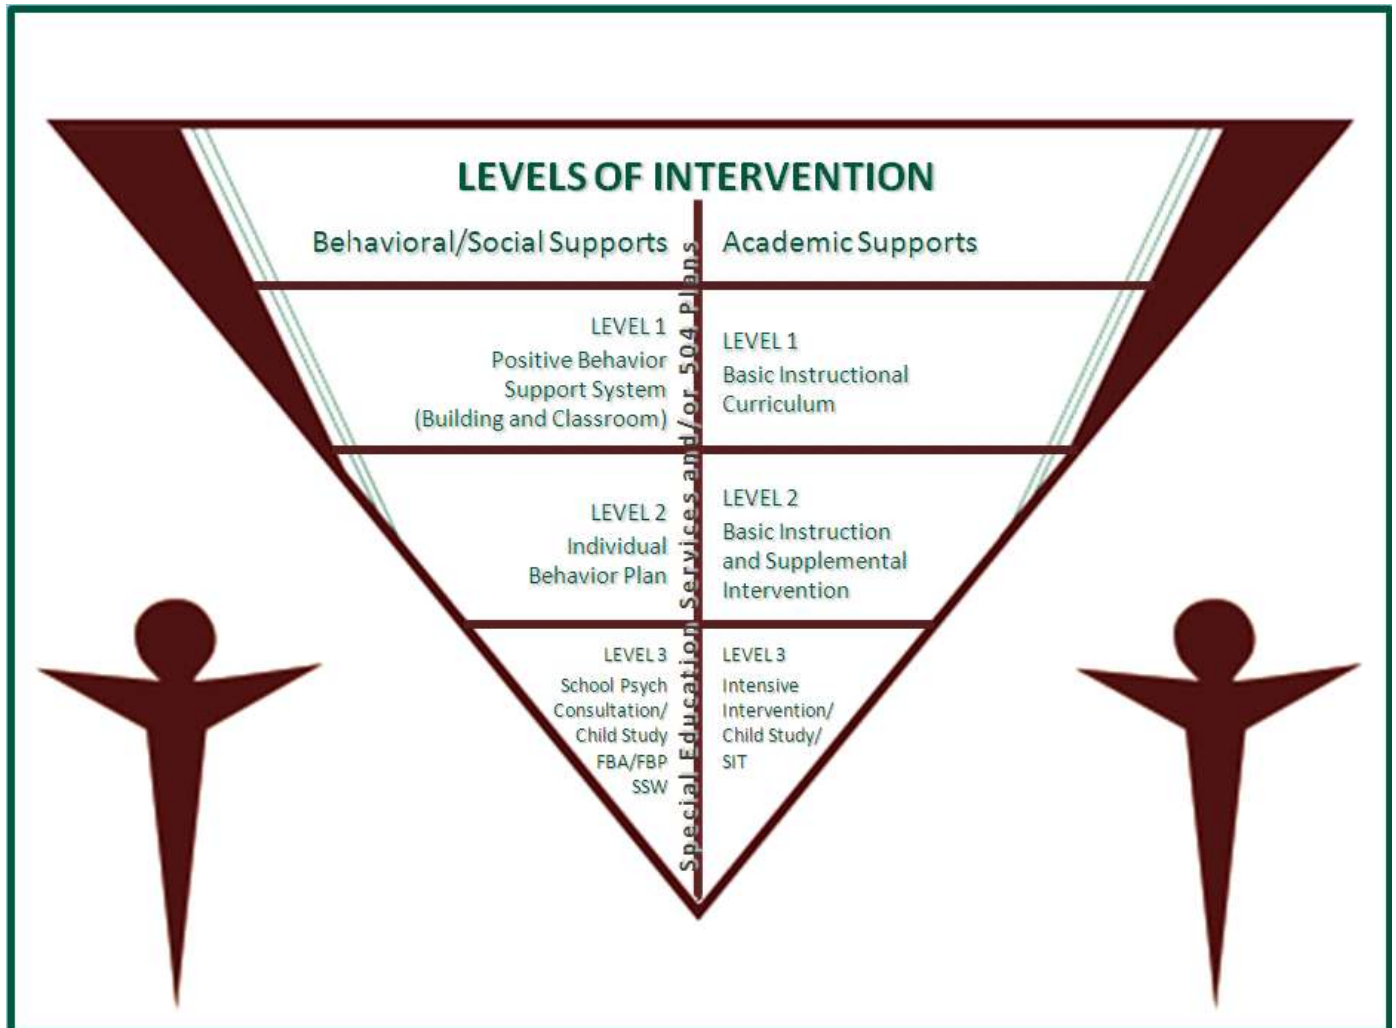 LEVELS OF INTERVENTION
Behavioral/Social Supports
Academic Supports
Special Education Services and/or 504 Plans
LEVEL 1
Positive Behavior
Support System
(Building and Classroom)
LEVEL 1
Basic Instructional
Curriculum
LEVEL 2
Individual
Behavior Plan
LEVEL 2
Basic Instruction
and Supplemental
Intervention
LEVEL 3
School Psych
Consultation/
Child Study
FBA/FBP
SSW
LEVEL 3
Intensive
Intervention/
Child Study/
SIT